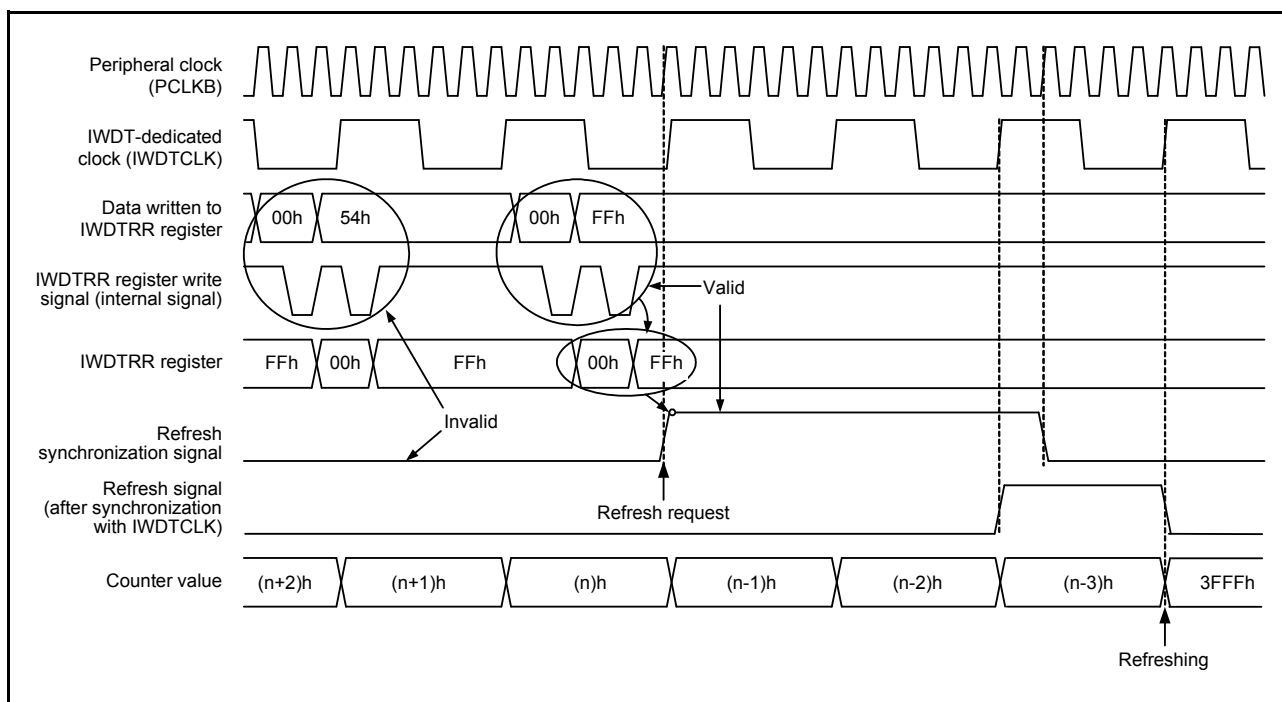 Peripheral clock
(PCLKB)
IWDT-dedicated
clock (IWDTCLK)
Data written to
IWDTRR register
00h
54h
00h
FFh
IWDTRR register write
signal (internal signal)
Valid
IWDTRR register
FFh
00h
FFh
00h
FFh
Invalid
Refresh
synchronization signal
Refresh request
Refresh signal
(after synchronization
with IWDTCLK)
Counter value
(n+2)h
(n+1)h
(n)h
(n-1)h
(n-2)h
(n-3)h
3FFFh
Refreshing